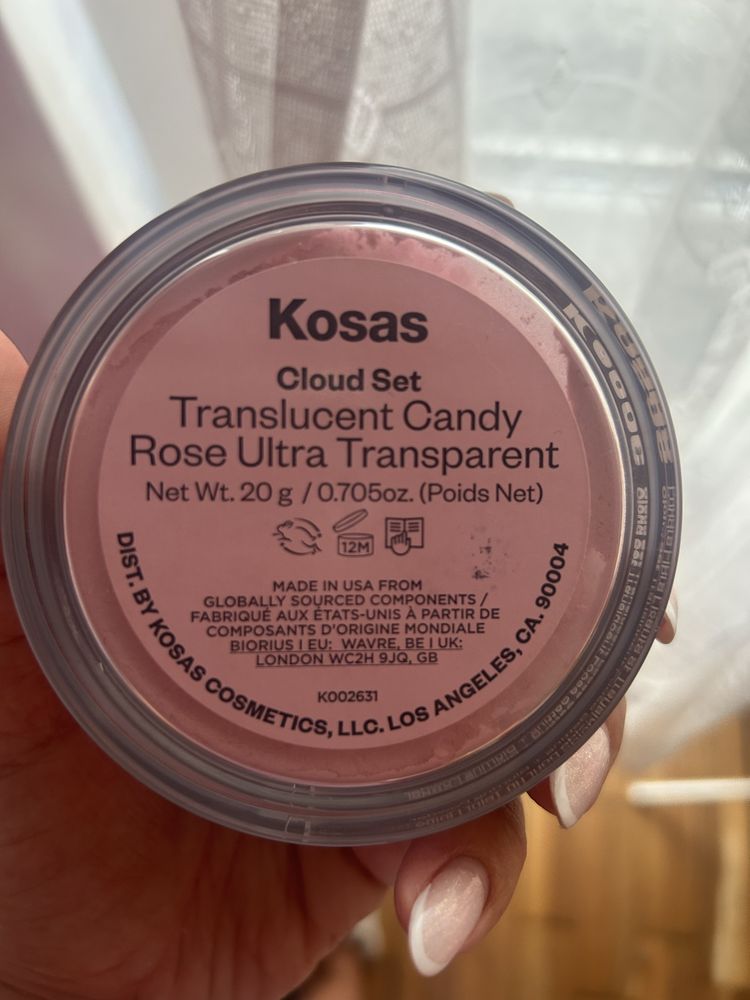 Kosas
Cloud Set
Translucent Candy
Rose Ultra Transparent
Net Wt. 20 g / 0.705oz. (Poids Net)
12M
MADE IN USA FROM
GLOBALLY SOURCED COMPONENTS /
FABRIQUÉ AUX ÉTATS-UNIS À PARTIR DE
COMPOSANTS D'ORIGINE MONDIALE
BIORIUS I EU: WAVRE, BE I UK:
LONDON WC2H 9JQ, GB
K002631
DIST. BY KOSAS COSMETICS, LLC. LOS ANGELES, CA. 90004